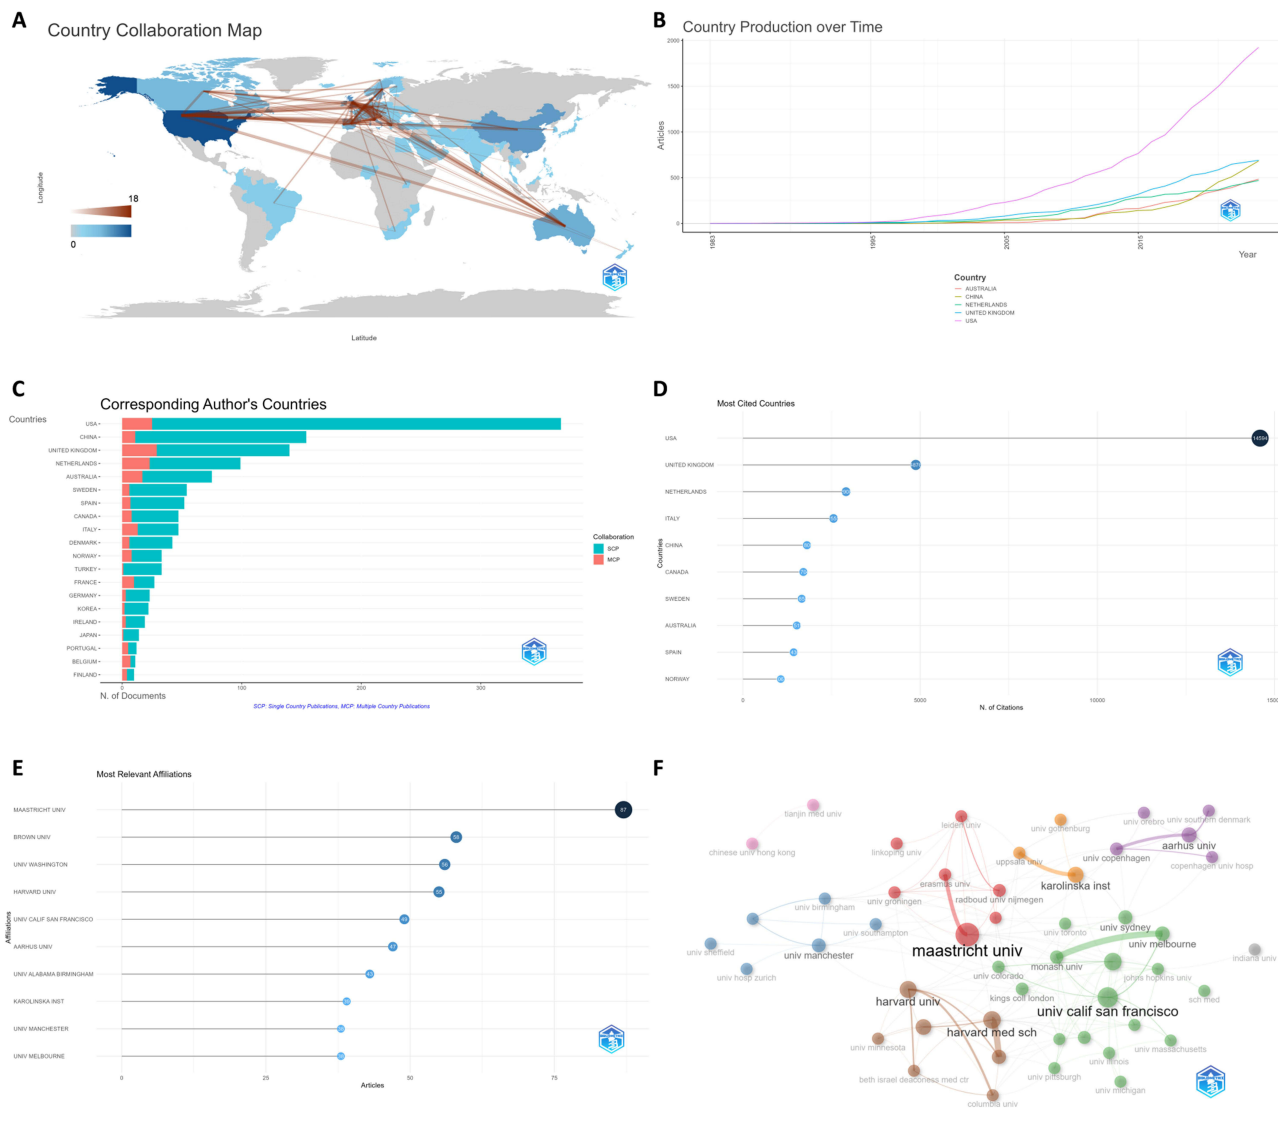 A
Country Collaboration Map
Longitude
18
0
Latitude
B
Country Production over Time
Articles
2000
1500
1000
500
0
1983
1995
2005
2015
Year
Country
AUSTRALIA
CHINA
NETHERLANDS
UNITED KINGDOM
USA
C
Corresponding Author's Countries
Countries
USA
CHINA
UNITED KINGDOM
NETHERLANDS
AUSTRALIA
SWEDEN
SPAIN
CANADA
ITALY
DENMARK
NORWAY
TURKEY
FRANCE
GERMANY
KOREA
IRELAND
JAPAN
PORTUGAL
BELGIUM
FINLAND
0
100
200
300
N. of Documents
SCP: Single Country Publications, MCP: Multiple Country Publications
Collaboration
SCP
MCP
D
Most Cited Countries
Countries
USA
14594
UNITED KINGDOM
NETHERLANDS
ITALY
CHINA
CANADA
SWEDEN
AUSTRALIA
SPAIN
NORWAY
0
5000
10000
1500
N. of Citations
E
Most Relevant Affiliations
Affiliations
MAASTRICHT UNIV
87
BROWN UNIV
58
UNIV WASHINGTON
56
HARVARD UNIV
55
UNIV CALIF SAN FRANCISCO
49
AARHUS UNIV
47
UNIV ALABAMA BIRMINGHAM
43
KAROLINSKA INST
39
UNIV MANCHESTER
38
UNIV MELBOURNE
38
0
25
50
75
Articles
F
tianjin med univ
chinese univ hong kong
leiden univ
linkoping univ
erasmus univ
univ groningen
radboud univ nijmegen
maastricht univ
univ gothenburg
uppsala univ
karolinska inst
univ orebro
univ southern denmark
aarhus univ
univ copenhagen
copenhagen univ hosp
univ birmingham
univ southampton
univ sheffield
univ manchester
univ hosp zurich
univ toronto
univ sydney
univ melbourne
monash univ
univ colorado
johns hopkins univ
indiana univ
kings coll london
sch med
univ calif san francisco
harvard univ
harvard med sch
univ minnesota
beth israel deaconess med ctr
columbia univ
univ pittsburgh
univ illinois
univ massachusetts
univ michigan